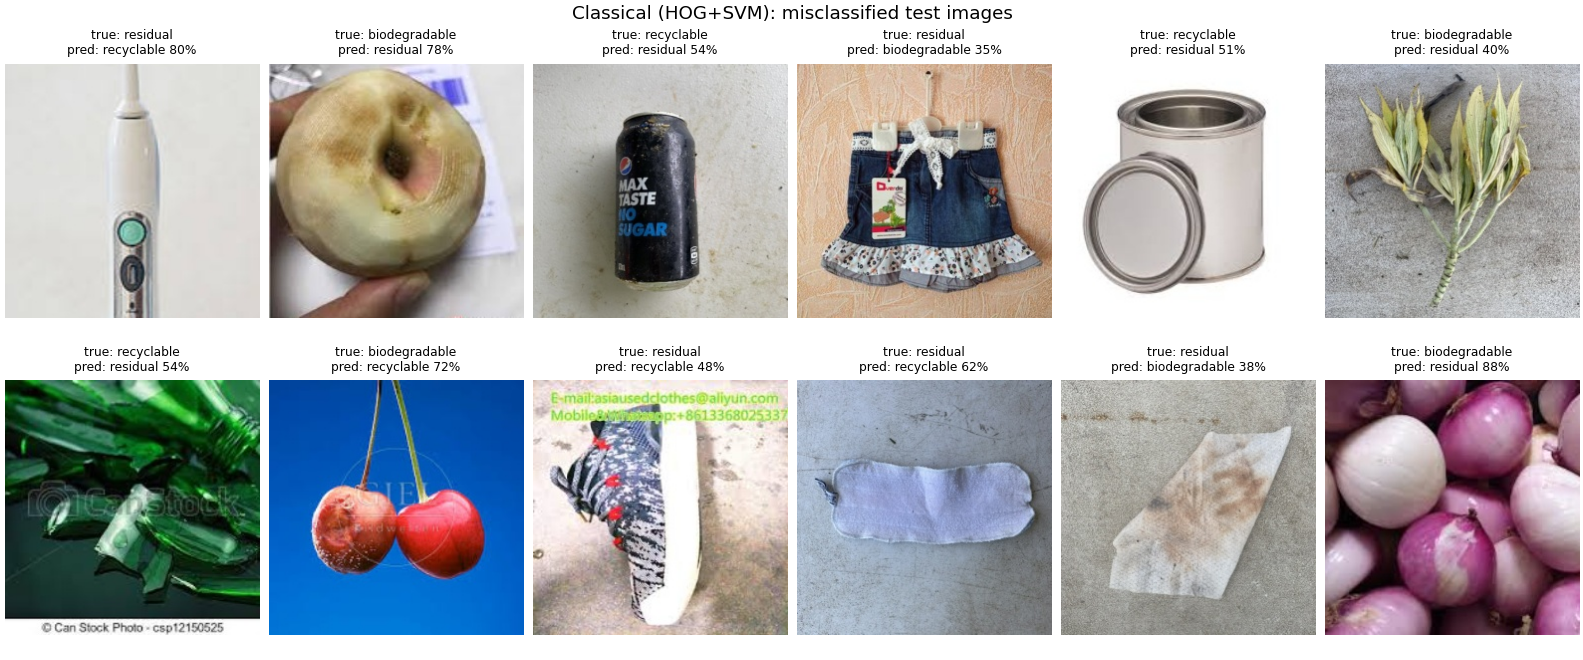 Classical (HOG+SVM): misclassified test images
true: residual
pred: recyclable 80%
true: biodegradable
pred: residual 78%
true: recyclable
pred: residual 54%
true: residual
pred: biodegradable 35%
true: recyclable
pred: residual 51%
true: biodegradable
pred: residual 40%
MAX
TASTE
NO
SUGAR
true: recyclable
pred: residual 54%
true: biodegradable
pred: recyclable 72%
true: residual
pred: recyclable 48%
true: residual
pred: recyclable 62%
true: residual
pred: biodegradable 38%
true: biodegradable
pred: residual 88%
E-mail:asiausedclothes@aliyun.com
CanStock
© Can Stock Photo - csp12150525